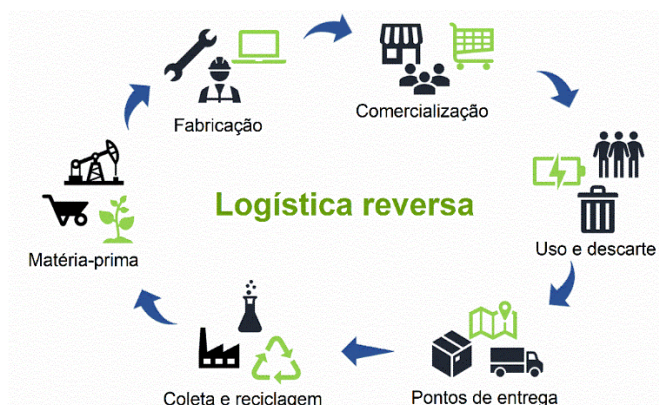 Fabricação
Comercialização
Logística reversa
Uso e descarte
Matéria-prima
Coleta e reciclagem
Pontos de entrega